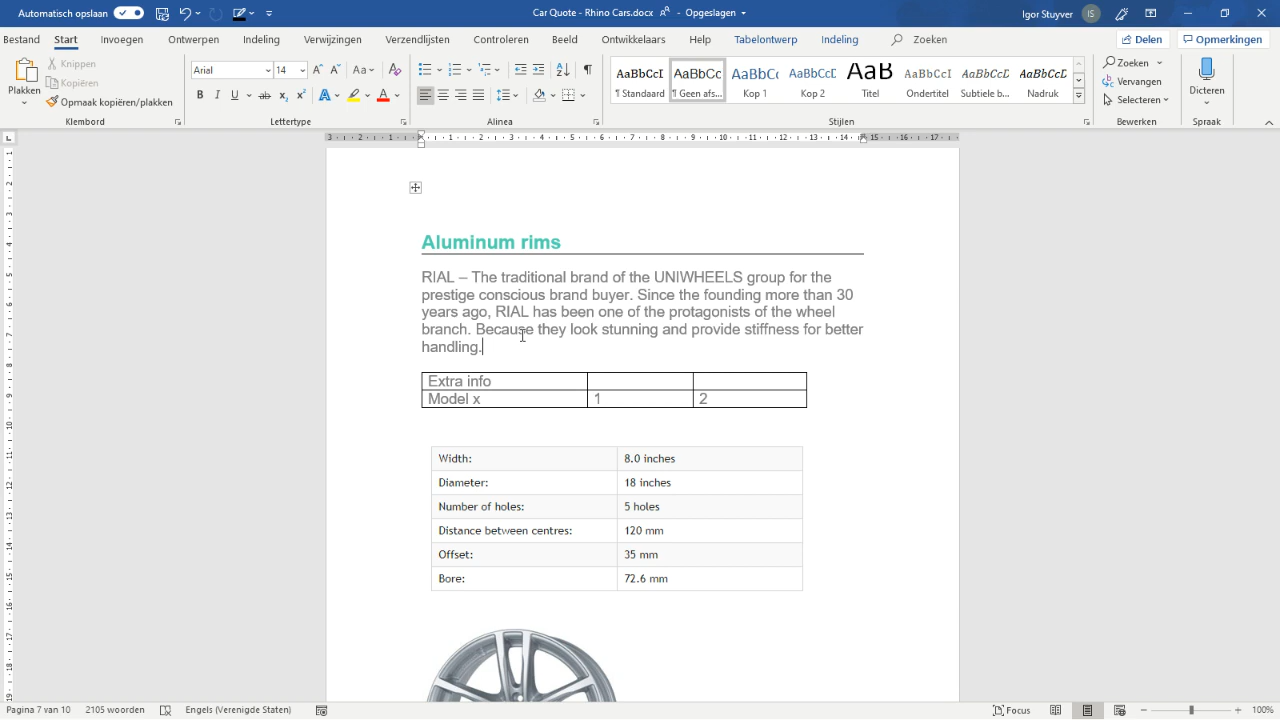 Automatisch opslaan
Car Quote - Rhino Cars.docx - Opgeslagen
Igor Stuyver IS
Bestand Start Invoegen Ontwerpen Indeling Verwijzingen Verzendlijsten Controleren Beeld Ontwikkelaars Help Tabelontwerp Indeling Zoeken Delen Opmerkingen
Plakken
Knippen
Kopiëren
Opmaak kopiëren/plakken
Klembord
Arial 14
Lettertype
Alinea
AaBbCcI AaBbCc AaBbCc AaBbCcE AaB AaBbCcI AaBbCcL AaBbCcL
¶ Standaard ¶ Geen afs... Kop 1 Kop 2 Titel Ondertitel Subtiele b... Nadruk
Stijlen
Zoeken
Vervangen
Selecteren
Bewerken
Dicteren
Spraak
Aluminum rims
RIAL – The traditional brand of the UNIWHEELS group for the
prestige conscious brand buyer. Since the founding more than 30
years ago, RIAL has been one of the protagonists of the wheel
branch. Because they look stunning and provide stiffness for better
handling.
Extra info
Model x 1 2
Width: 8.0 inches
Diameter: 18 inches
Number of holes: 5 holes
Distance between centres: 120 mm
Offset: 35 mm
Bore: 72.6 mm
Pagina 7 van 10 2105 woorden Engels (Verenigde Staten) Focus 100%